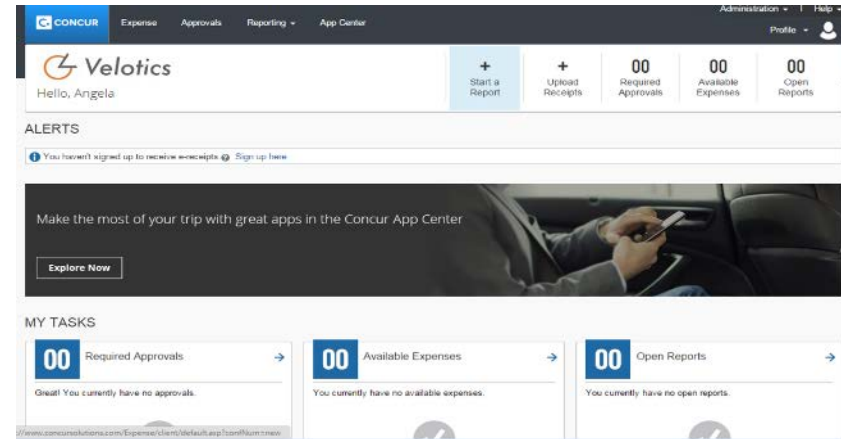 Administration | Help
C. CONCUR Expense Approvals Reporting App Center
Profile
Velotics
Hello, Angela
+ Start a Report
+ Upload Receipts
00 Required Approvals
00 Available Expenses
00 Open Reports
ALERTS
You haven't signed up to receive e-receipts Sign up here
Make the most of your trip with great apps in the Concur App Center
Explore Now
MY TASKS
00 Required Approvals
00 Available Expenses
00 Open Reports
Great! You currently have no approvals.
You currently have no available expenses.
You currently have no open reports.
//www.concursolutions.com/Expense/client/default.asp?comINum=new